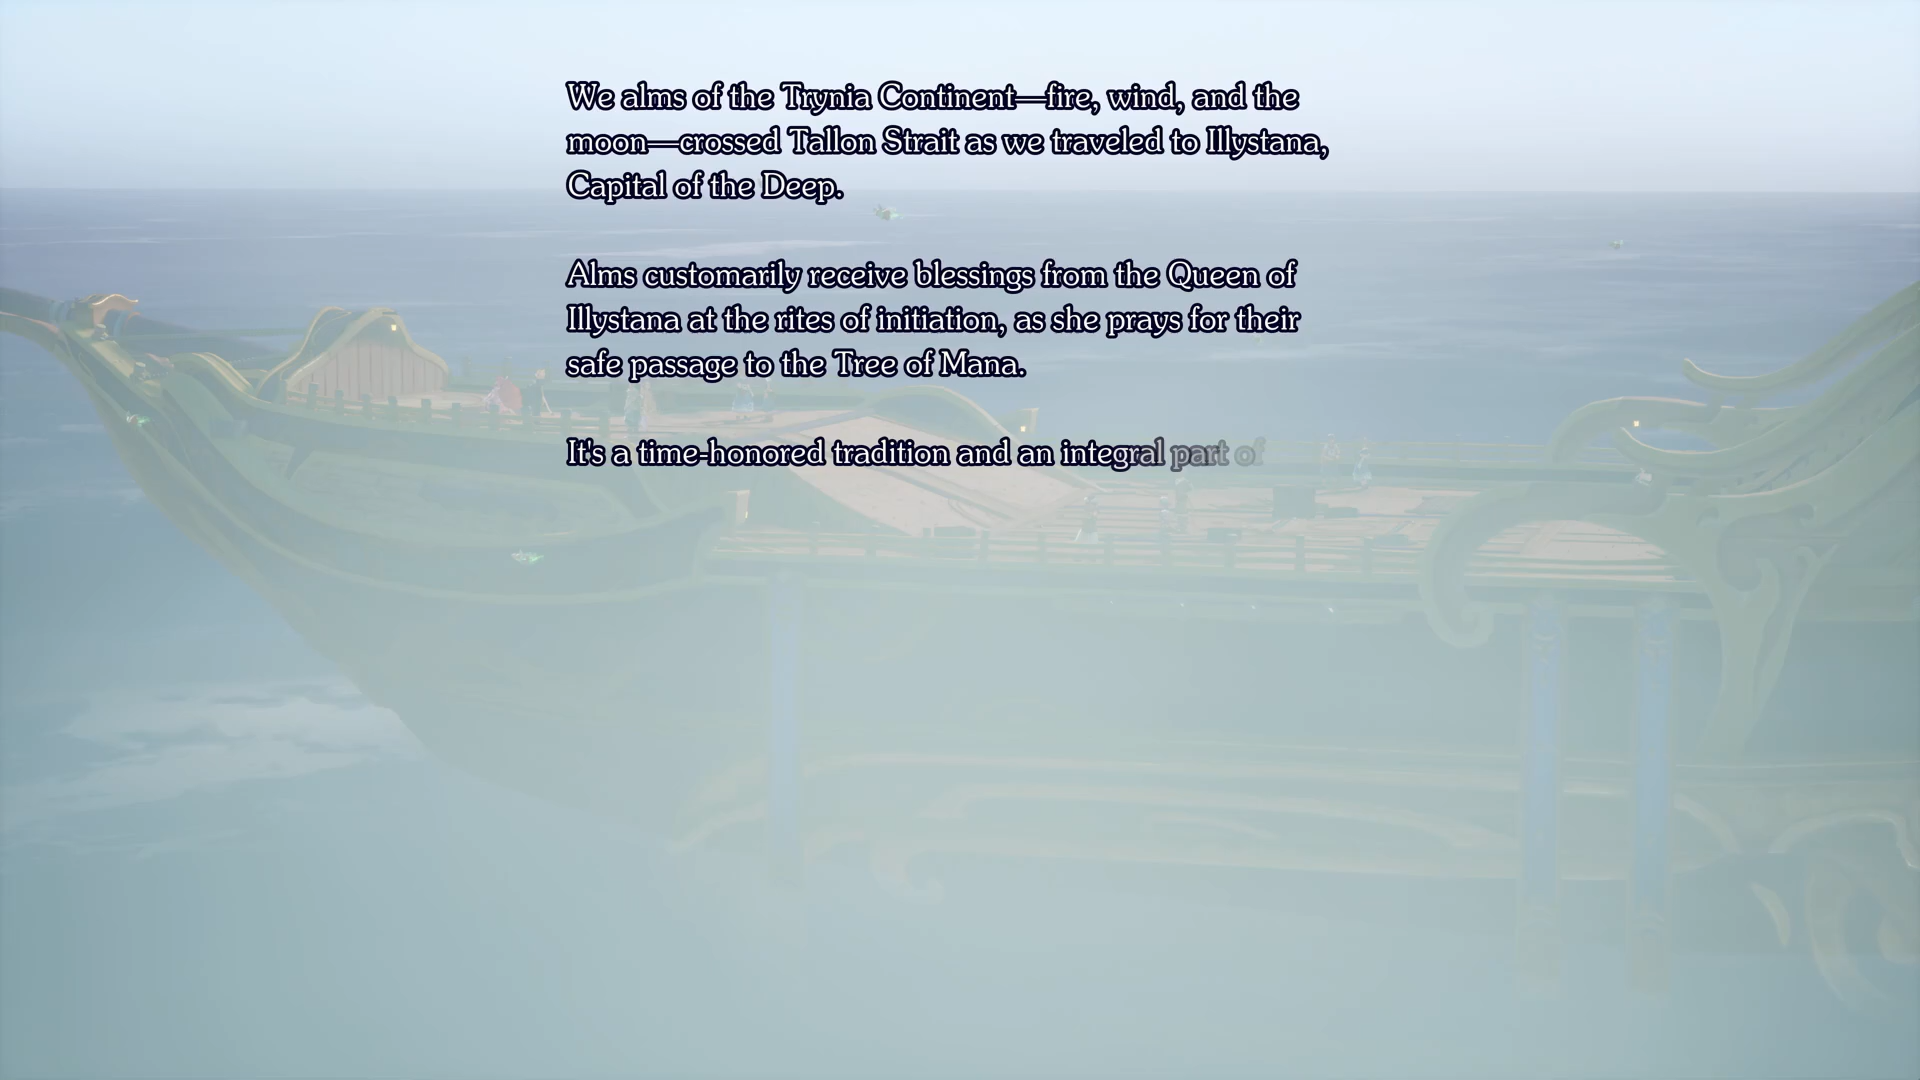 We alms of the Trynia Continent—fire, wind, and the
moon—crossed Tallon Strait as we traveled to Illystana,
Capital of the Deep.
Alms customarily receive blessings from the Queen of
Illystana at the rites of initiation, as she prays for their
safe passage to the Tree of Mana.
It's a time-honored tradition and an integral part of